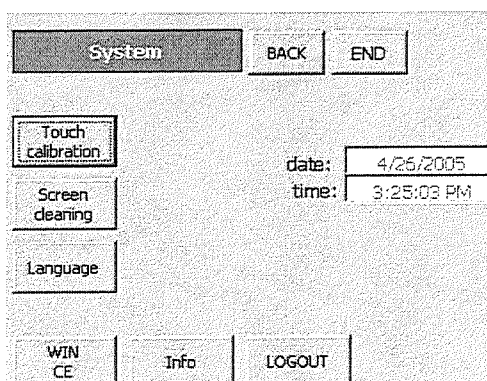 System BACK END
Touch
calibration
date: 4/26/2005
time: 3:25:03 PM
Screen
cleaning
Language
WIN
CE
Info LOGOUT